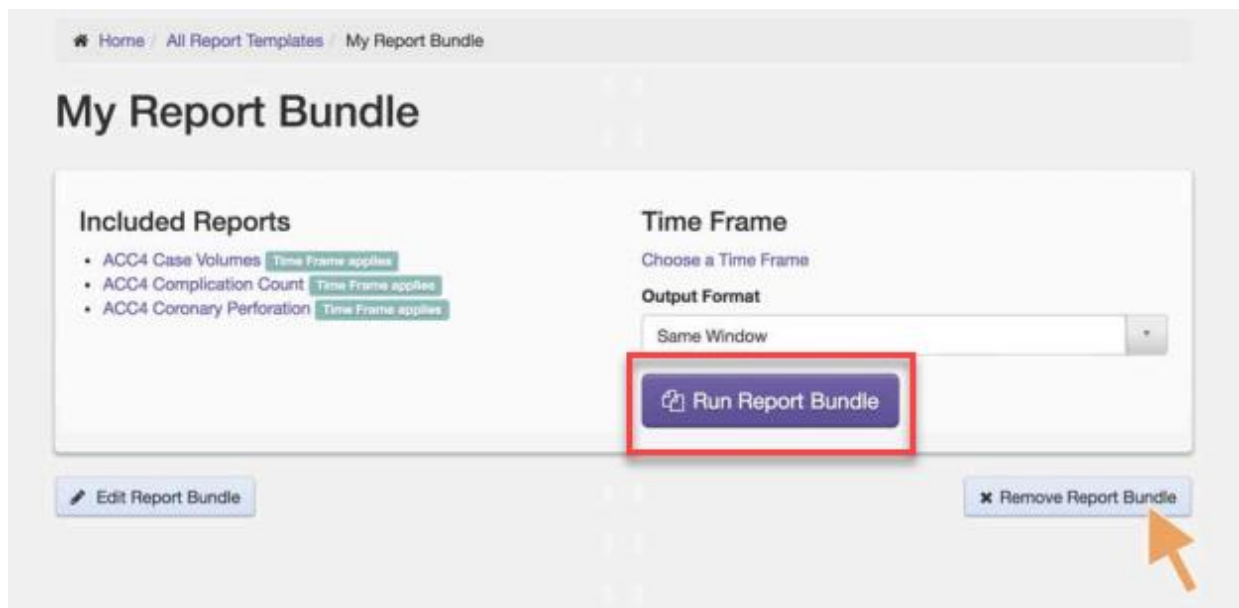 Home / All Report Templates / My Report Bundle
My Report Bundle
Included Reports
• ACC4 Case Volumes Time Frame applies
• ACC4 Complication Count Time Frame applies
• ACC4 Coronary Perforation Time Frame applies
Time Frame
Choose a Time Frame
Output Format
Same Window
Run Report Bundle
Edit Report Bundle
Remove Report Bundle